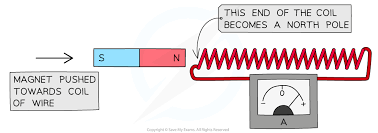 THIS END OF THE COIL
BECOMES A NORTH POLE
S N
MAGNET PUSHED
TOWARDS COIL
OF WIRE
- 0 +
A